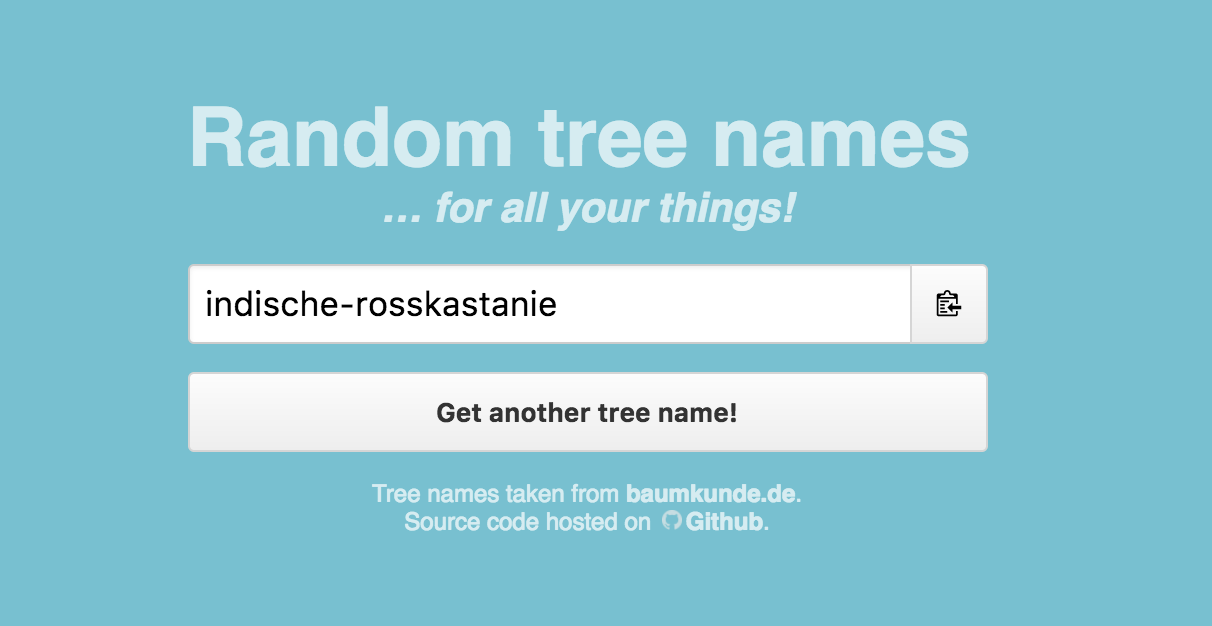 Random tree names
... for all your things!
indische-rosskastanie
Get another tree name!
Tree names taken from baumkunde.de.
Source code hosted on Github.